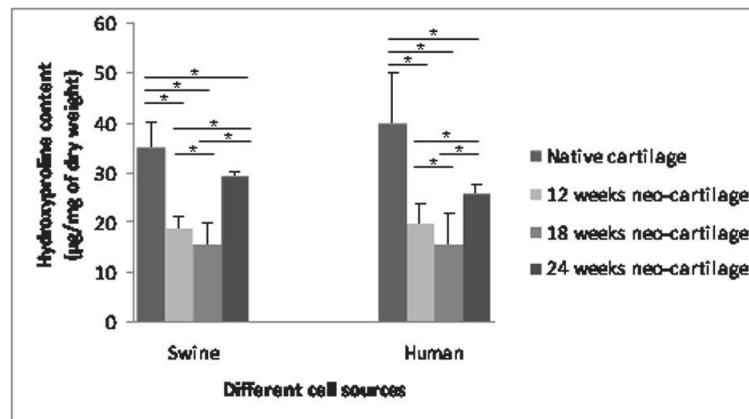 60
50
40
30
20
10
0
Hydroxyproline content
(µg/mg of dry weight)
* * *
* * *
* * *
* * *
Native cartilage
12 weeks neo-cartilage
18 weeks neo-cartilage
24 weeks neo-cartilage
Swine Human
Different cell sources